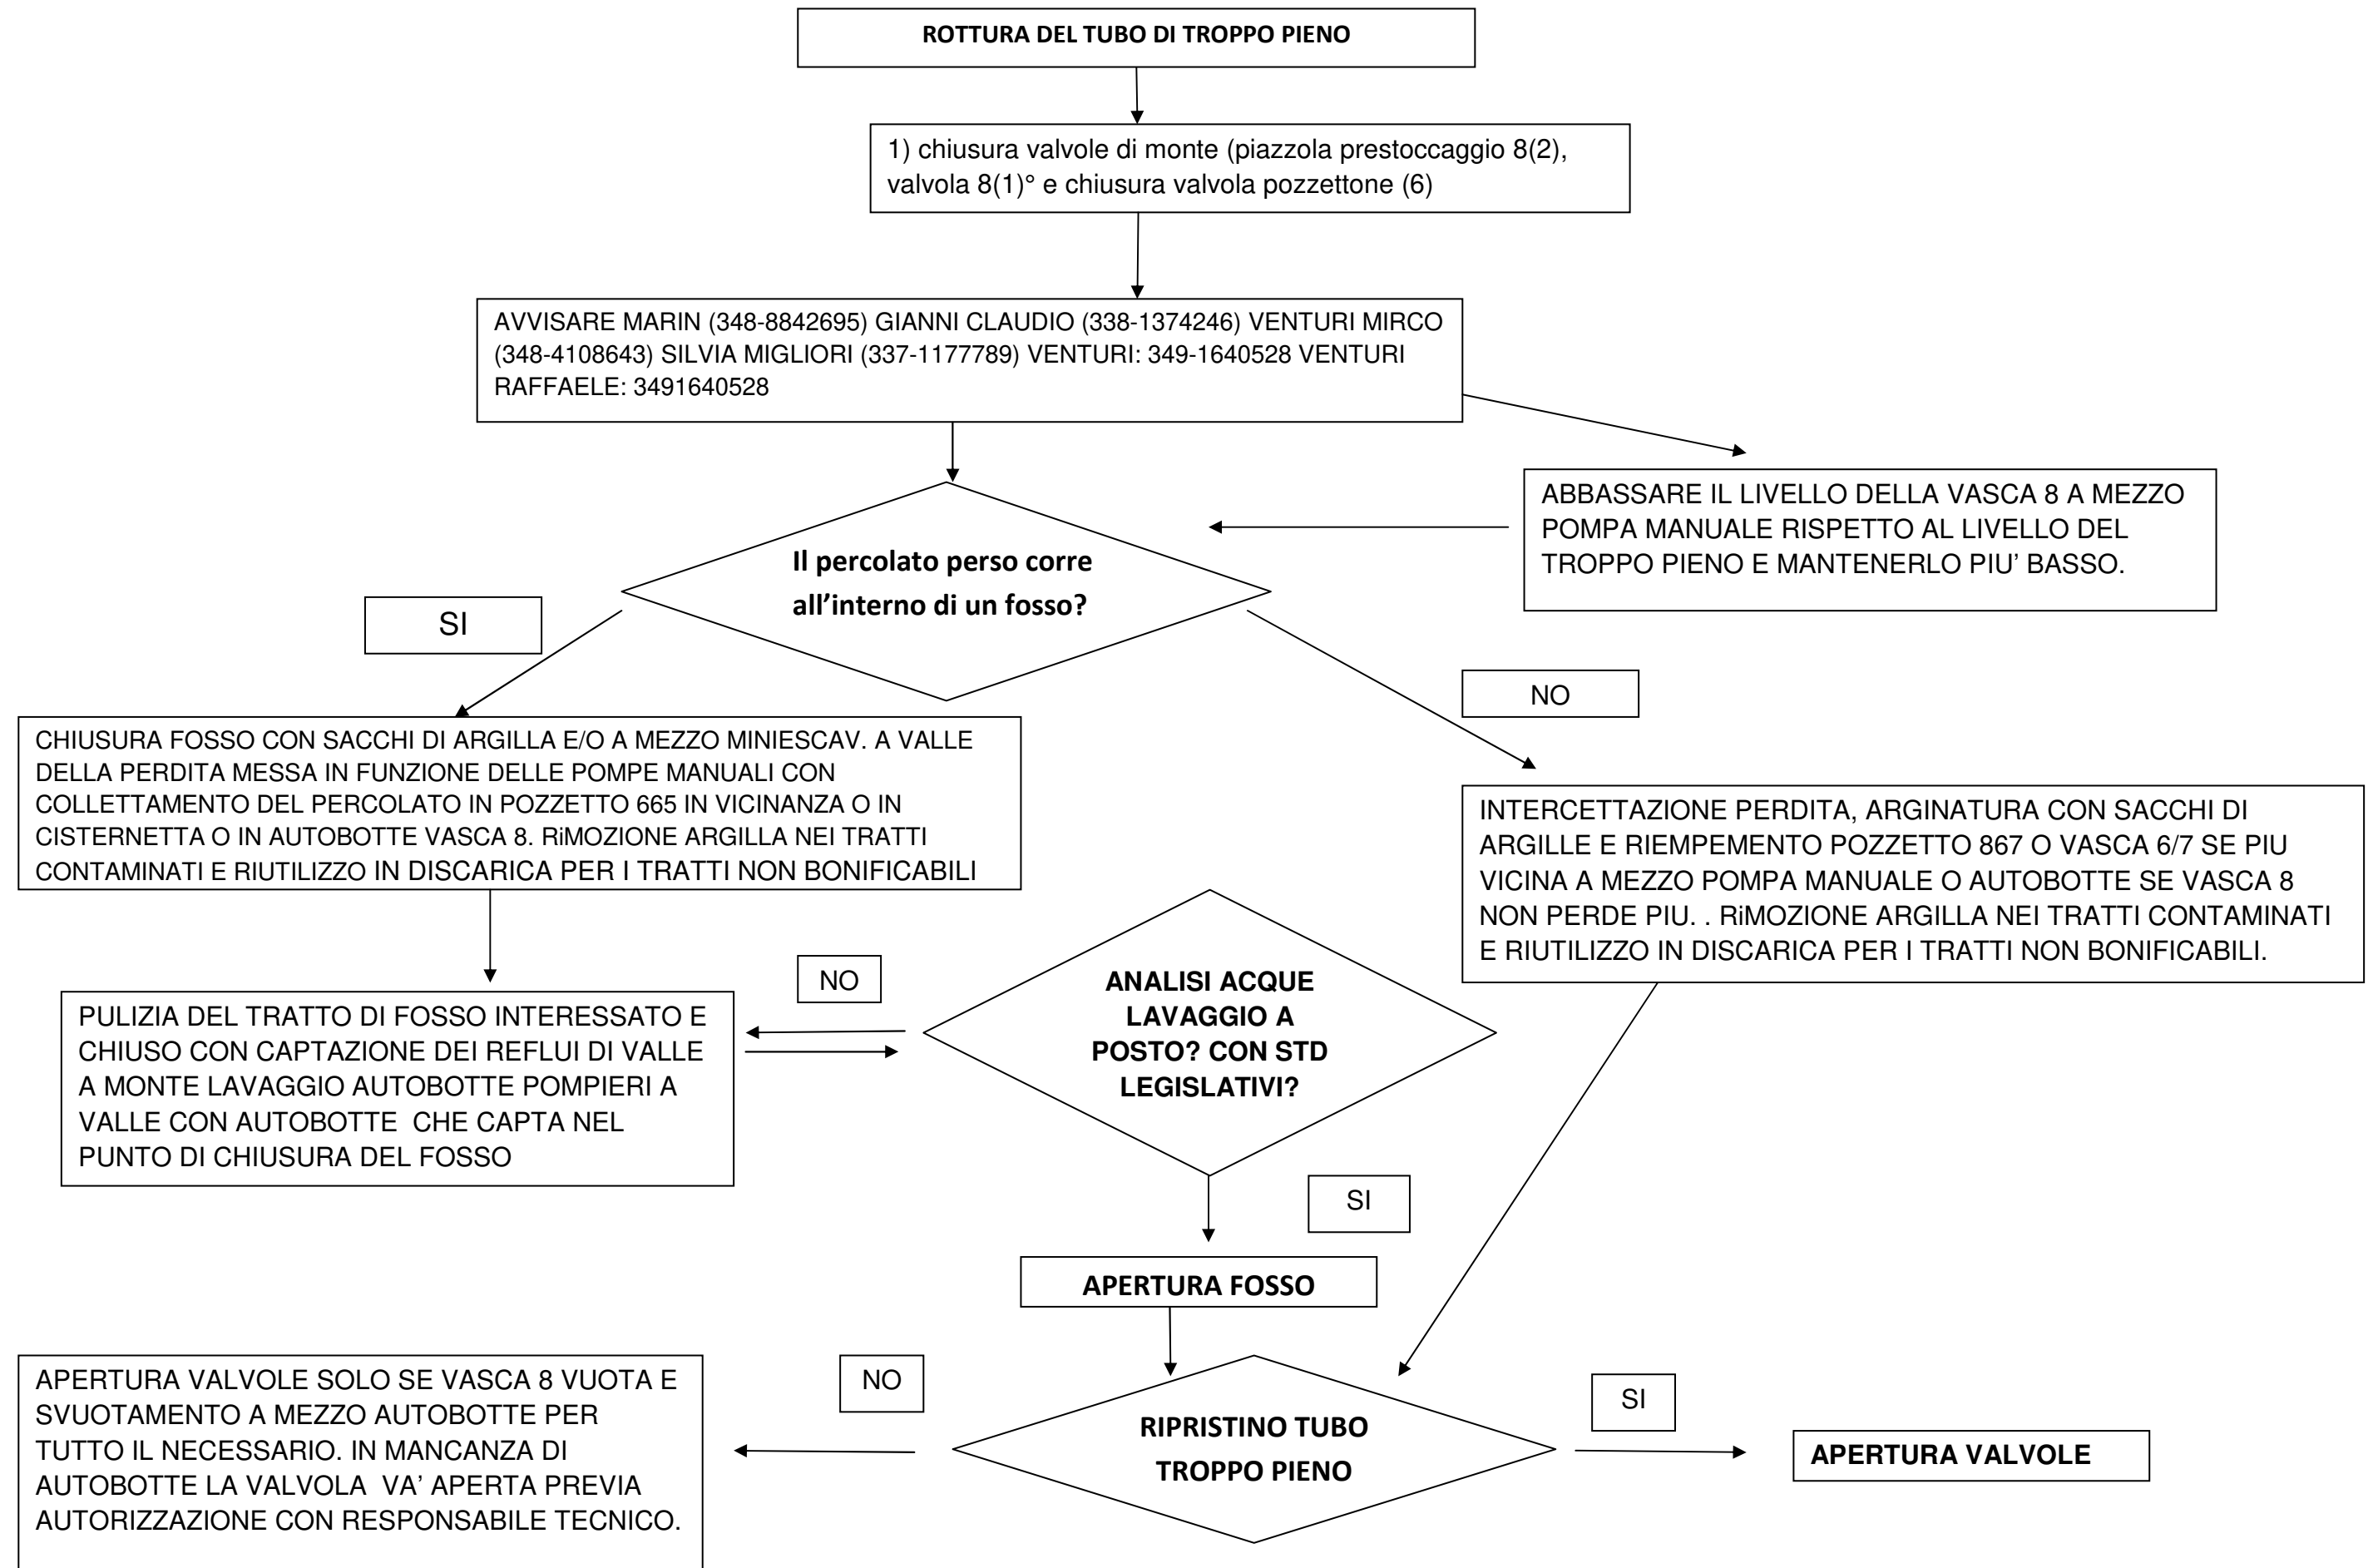 ROTTURA DEL TUBO DI TROPPO PIENO
1) chiusura valvole di monte (piazzola prestoccaggio 8(2),
valvola 8(1)° e chiusura valvola pozzettone (6)
AVVISARE MARIN (348-8842695) GIANNI CLAUDIO (338-1374246) VENTURI MIRCO
(348-4108643) SILVIA MIGLIORI (337-1177789) VENTURI: 349-1640528 VENTURI
RAFFAELE: 3491640528
ABBASSARE IL LIVELLO DELLA VASCA 8 A MEZZO
POMPA MANUALE RISPETTO AL LIVELLO DEL
TROPPO PIENO E MANTENERLO PIU' BASSO.
Il percolato perso corre
all'interno di un fosso?
SI
NO
CHIUSURA FOSSO CON SACCHI DI ARGILLA E/O A MEZZO MINIESCAV. A VALLE
DELLA PERDITA MESSA IN FUNZIONE DELLE POMPE MANUALI CON
COLLETTAMENTO DEL PERCOLATO IN POZZETTO 665 IN VICINANZA O IN
CISTERNETTA O IN AUTOBOTTE VASCA 8. RiMOZIONE ARGILLA NEI TRATTI
CONTAMINATI E RIUTILIZZO IN DISCARICA PER I TRATTI NON BONIFICABILI
INTERCETTAZIONE PERDITA, ARGINATURA CON SACCHI DI
ARGILLE E RIEMPEMENTO POZZETTO 867 O VASCA 6/7 SE PIU
VICINA A MEZZO POMPA MANUALE O AUTOBOTTE SE VASCA 8
NON PERDE PIU. . RiMOZIONE ARGILLA NEI TRATTI CONTAMINATI
E RIUTILIZZO IN DISCARICA PER I TRATTI NON BONIFICABILI.
PULIZIA DEL TRATTO DI FOSSO INTERESSATO E
CHIUSO CON CAPTAZIONE DEI REFLUI DI VALLE
A MONTE LAVAGGIO AUTOBOTTE POMPIERI A
VALLE CON AUTOBOTTE  CHE CAPTA NEL
PUNTO DI CHIUSURA DEL FOSSO
NO
ANALISI ACQUE
LAVAGGIO A
POSTO? CON STD
LEGISLATIVI?
SI
APERTURA FOSSO
APERTURA VALVOLE SOLO SE VASCA 8 VUOTA E
SVUOTAMENTO A MEZZO AUTOBOTTE PER
TUTTO IL NECESSARIO. IN MANCANZA DI
AUTOBOTTE LA VALVOLA  VA' APERTA PREVIA
AUTORIZZAZIONE CON RESPONSABILE TECNICO.
NO
RIPRISTINO TUBO
TROPPO PIENO
SI
APERTURA VALVOLE